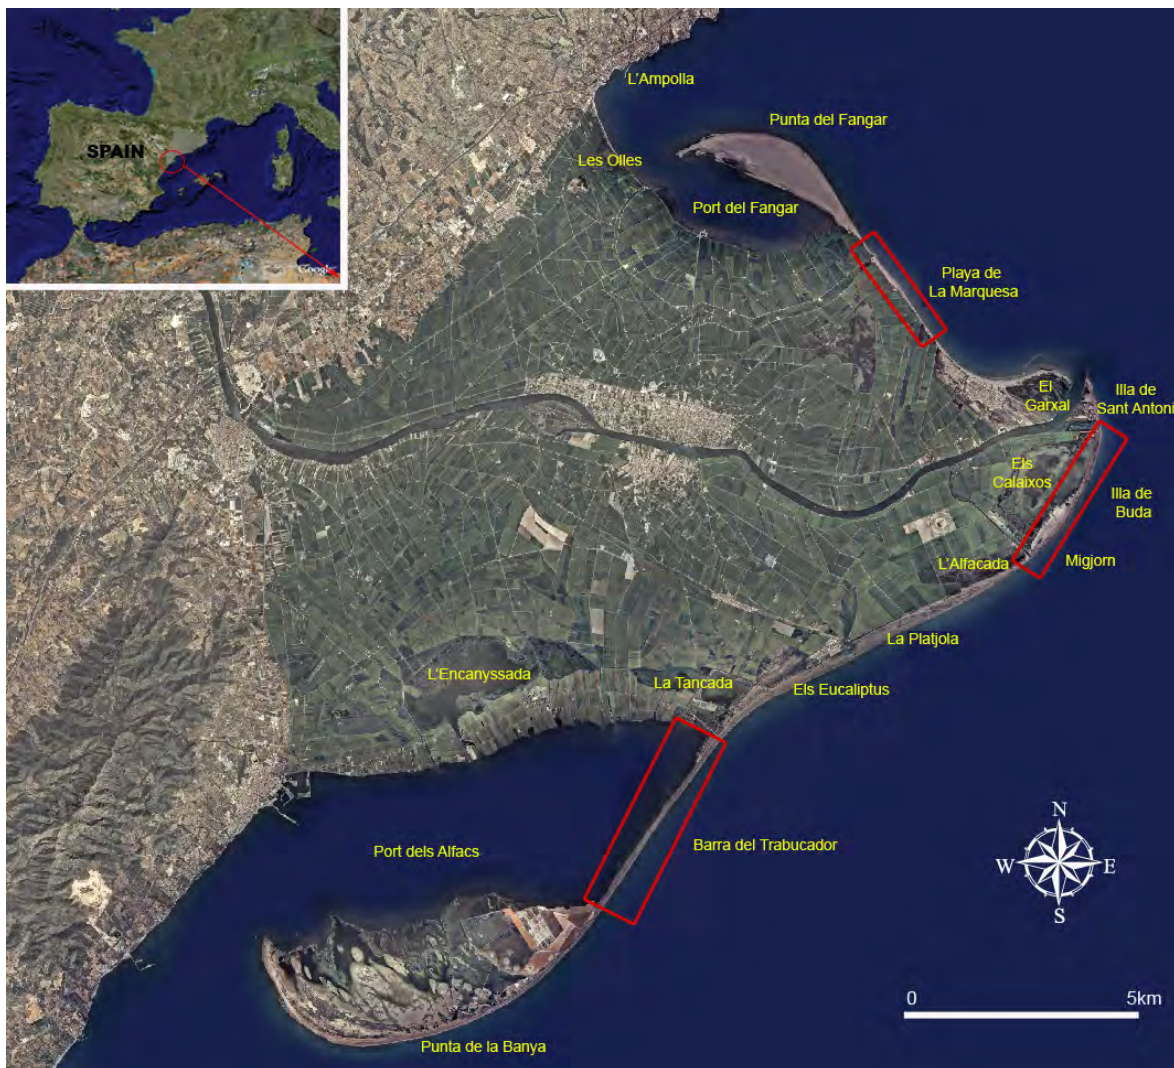 SPAIN
Google
L'Ampolla
Punta del Fangar
Les Olles
Port del Fangar
Playa de
La Marquesa
El
Garxal
Illa de
Sant Antoni
Els
Calaixos
Illa de
Buda
L'Alfacada
Migjorn
La Platjola
L'Encanyssada
La Tancada
Els Eucaliptus
Port dels Alfacs
Barra del Trabucador
N
W
E
S
0
5km
Punta de la Banya